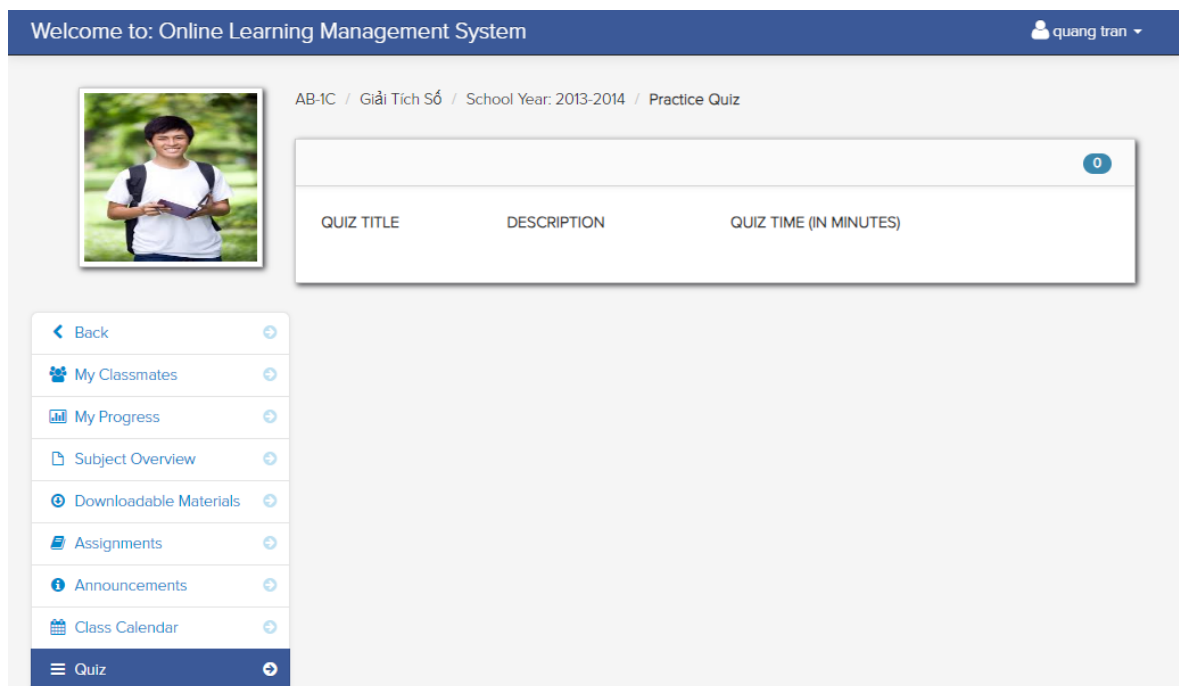 Welcome to: Online Learning Management System
quang tran
AB-1C / Giải Tích Số / School Year: 2013-2014 / Practice Quiz
0
QUIZ TITLE DESCRIPTION QUIZ TIME (IN MINUTES)
Back
My Classmates
My Progress
Subject Overview
Downloadable Materials
Assignments
Announcements
Class Calendar
Quiz